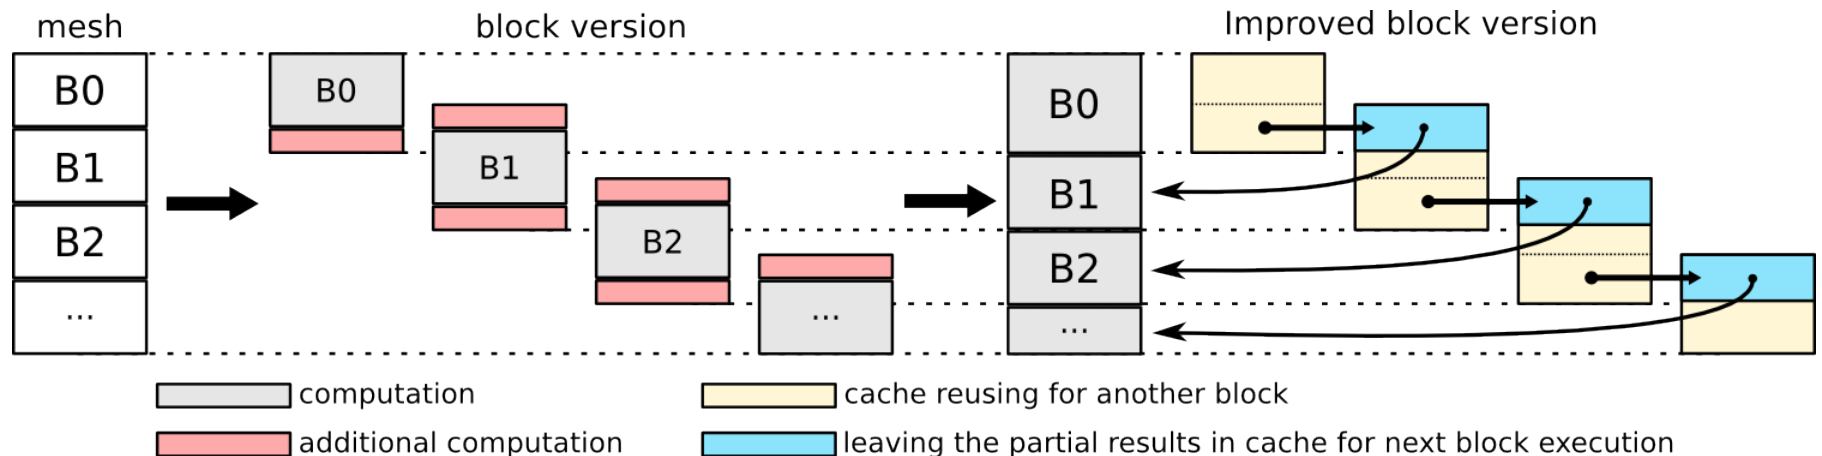 mesh
block version
Improved block version
B0
B1
B2
...
B0
B1
B2
...
B0
B1
B2
...
computation
additional computation
cache reusing for another block
leaving the partial results in cache for next block execution